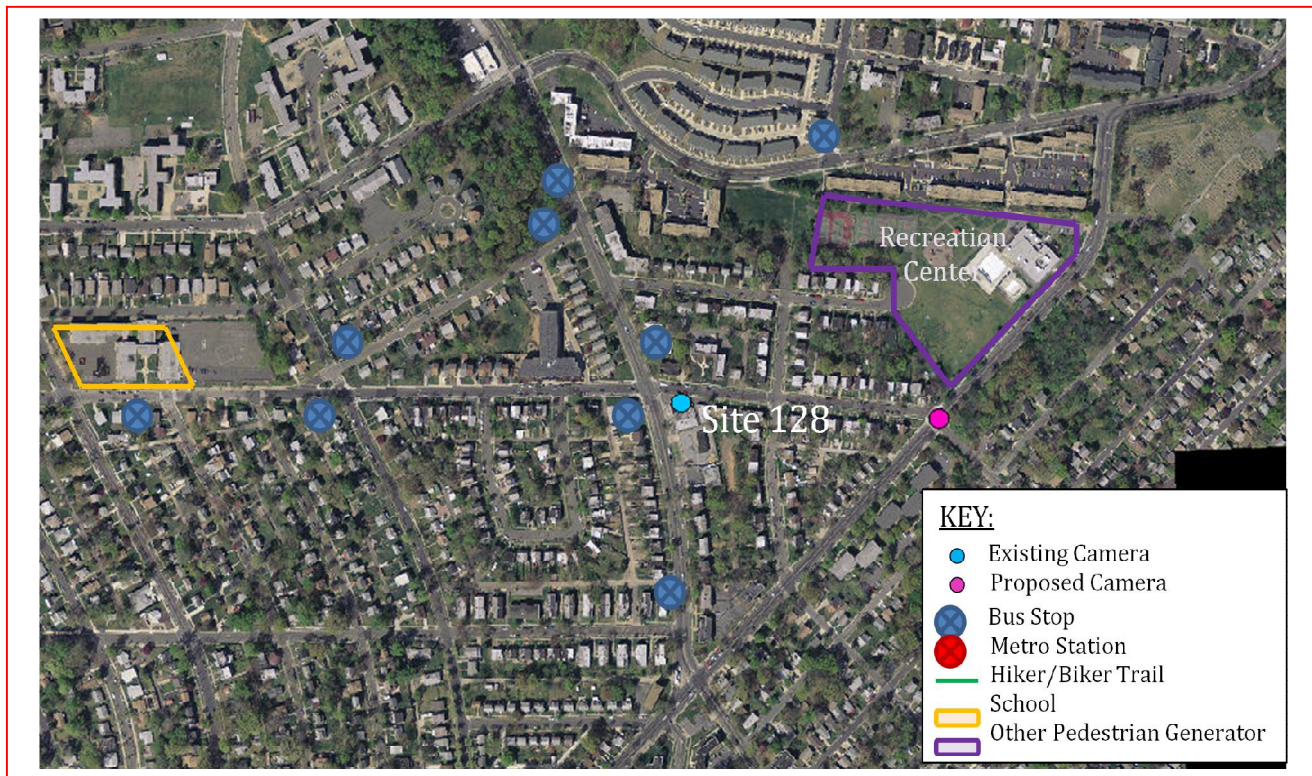 Recreation
Center
Site 128
KEY:
Existing Camera
Proposed Camera
Bus Stop
Metro Station
Hiker/Biker Trail
School
Other Pedestrian Generator